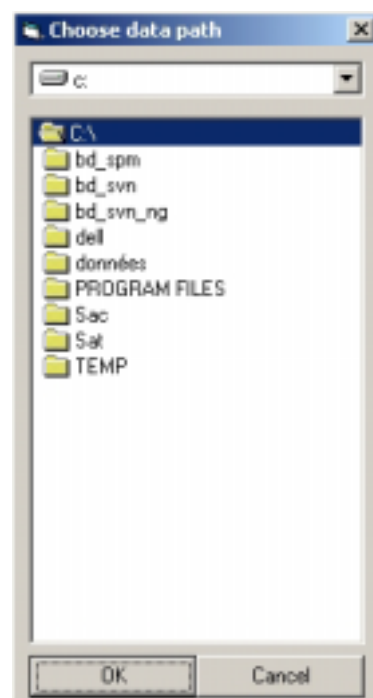 Choose data path
c:
C:\
bd_spm
bd_svn
bd_svn_ng
dell
données
PROGRAM FILES
Sac
Sat
TEMP
OK
Cancel